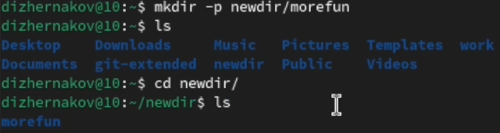 dizhernakov@10:~$ mkdir -p newdir/morefun
dizhernakov@10:~$ ls
Desktop Downloads Music Pictures Templates work
Documents git-extended newdir Public Videos
dizhernakov@10:~$ cd newdir/
dizhernakov@10:~/newdir$ ls
morefun